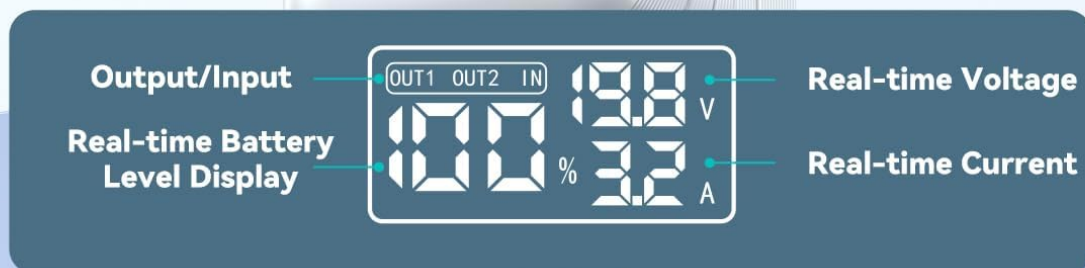 Output/Input
OUT1 OUT2 IN
19.8 V
Real-time Voltage
Real-time Battery
Level Display
100 %
3.2 A
Real-time Current